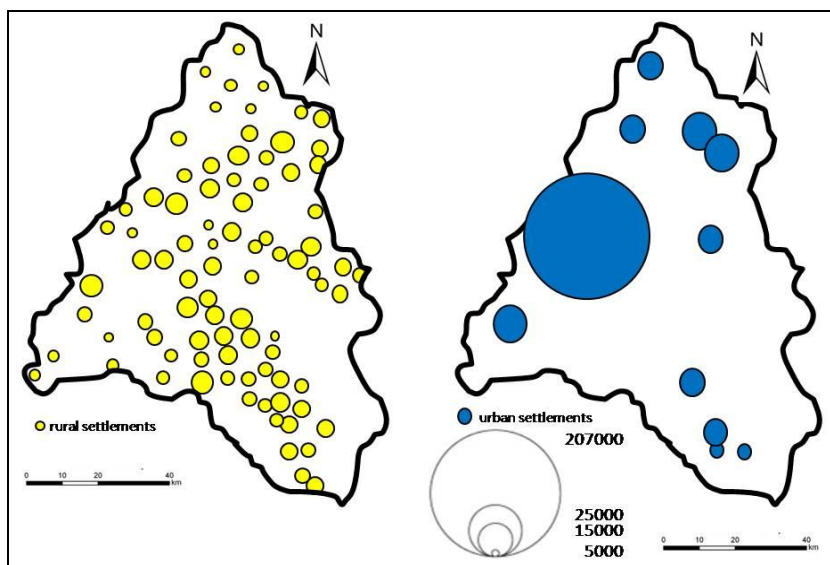 N
rural settlements
0 10 20 40
km
N
urban settlements
207000
25000
15000
5000
0 10 20 40
km